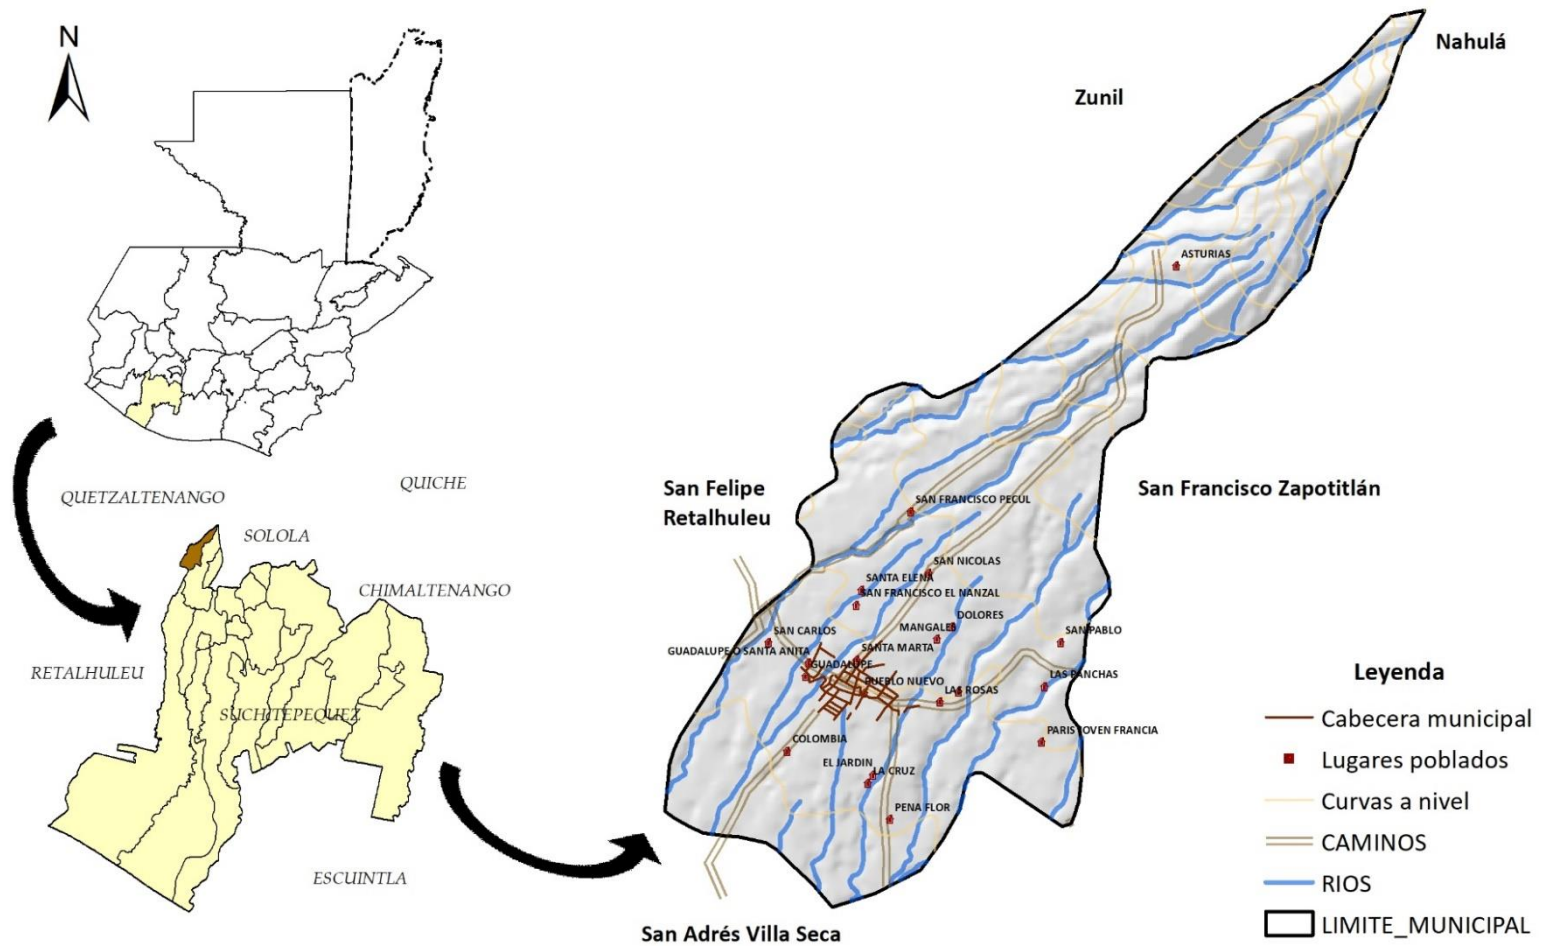 N
QUETZALTENANGO
QUICHE
SOLOLA
CHIMALTENANGO
RETALHULEU
SUCHITEPEQUEZ
ESCUINTLA
Nahulá
Zunil
ASTURIAS
San Felipe
Retalhuleu
San Francisco Zapotitlán
SAN FRANCISCO PECUL
SAN NICOLAS
SANTA ELENA
SAN FRANCISCO EL NANZAL
DOLORES
MANGALES
SAN CARLOS
SAN PABLO
GUADALUPE O SANTA ANITA
SANTA MARTA
GUADALUPE
LAS PANCHAS
PUEBLO NUEVO
LAS ROSAS
COLOMBIA
PARIS JOVEN FRANCIA
EL JARDIN
LA CRUZ
PENA FLOR
San Adrés Villa Seca
Leyenda
Cabecera municipal
Lugares poblados
Curvas a nivel
CAMINOS
RIOS
LIMITE_MUNICIPAL